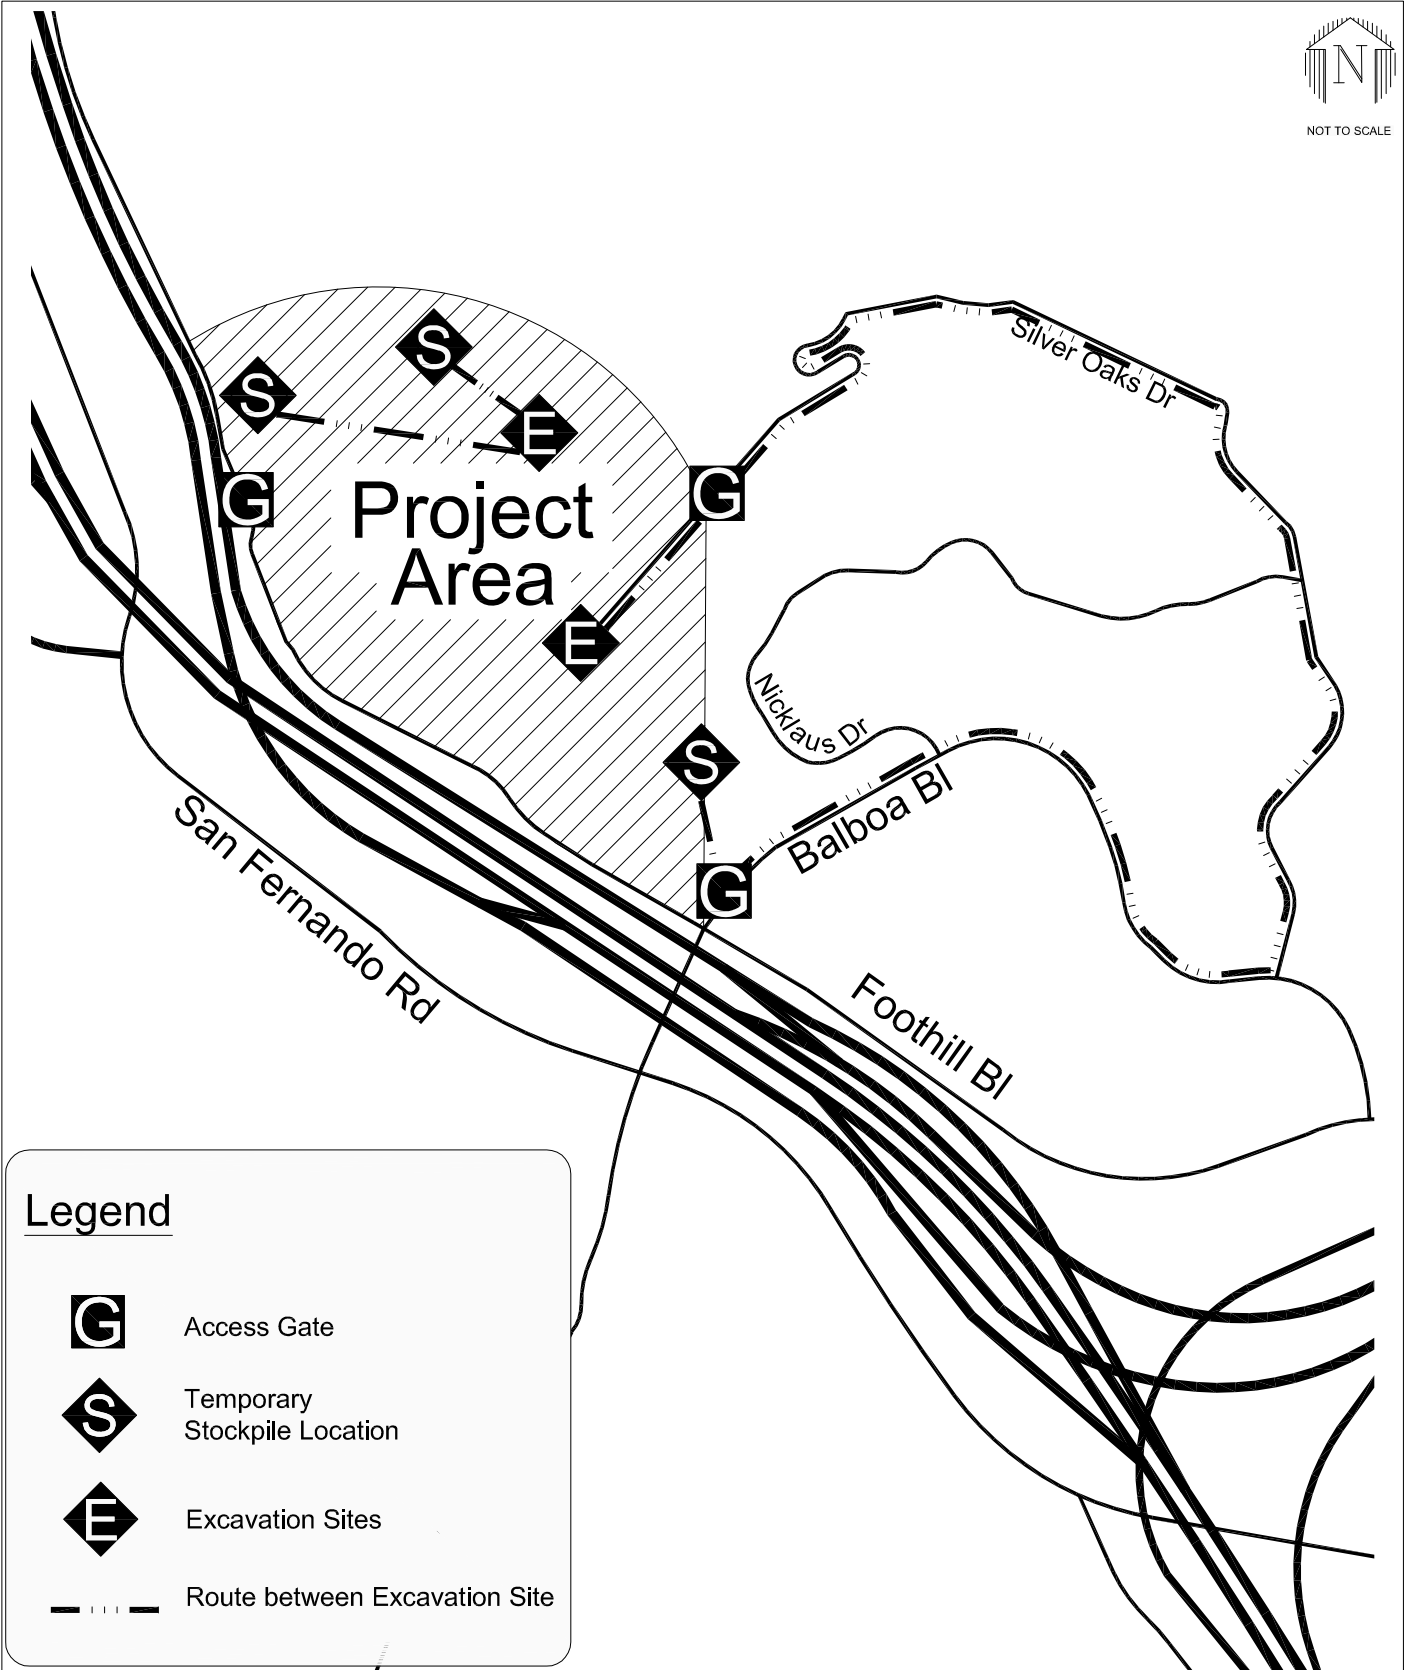 N
NOT TO SCALE
Silver Oaks Dr
S
S
E
G
G
Project
Area
E
Nicklaus Dr
S
Balboa Bl
G
San Fernando Rd
Foothill Bl
Legend
G
Access Gate
S
Temporary
Stockpile Location
E
Excavation Sites
Route between Excavation Site